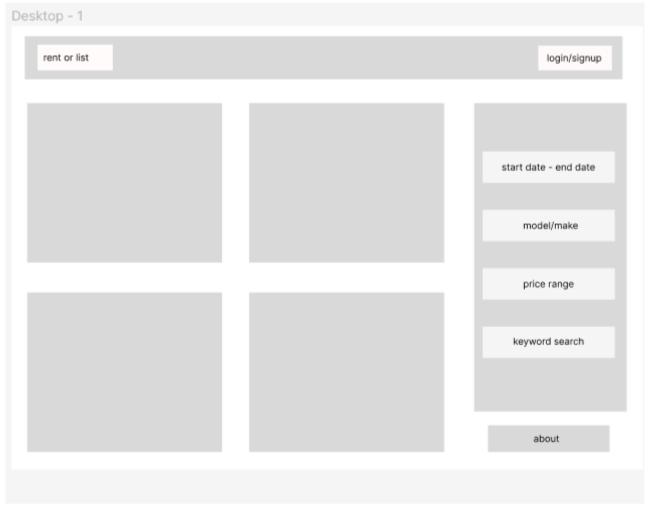 Desktop - 1
rent or list
login/signup
start date - end date
model/make
price range
keyword search
about